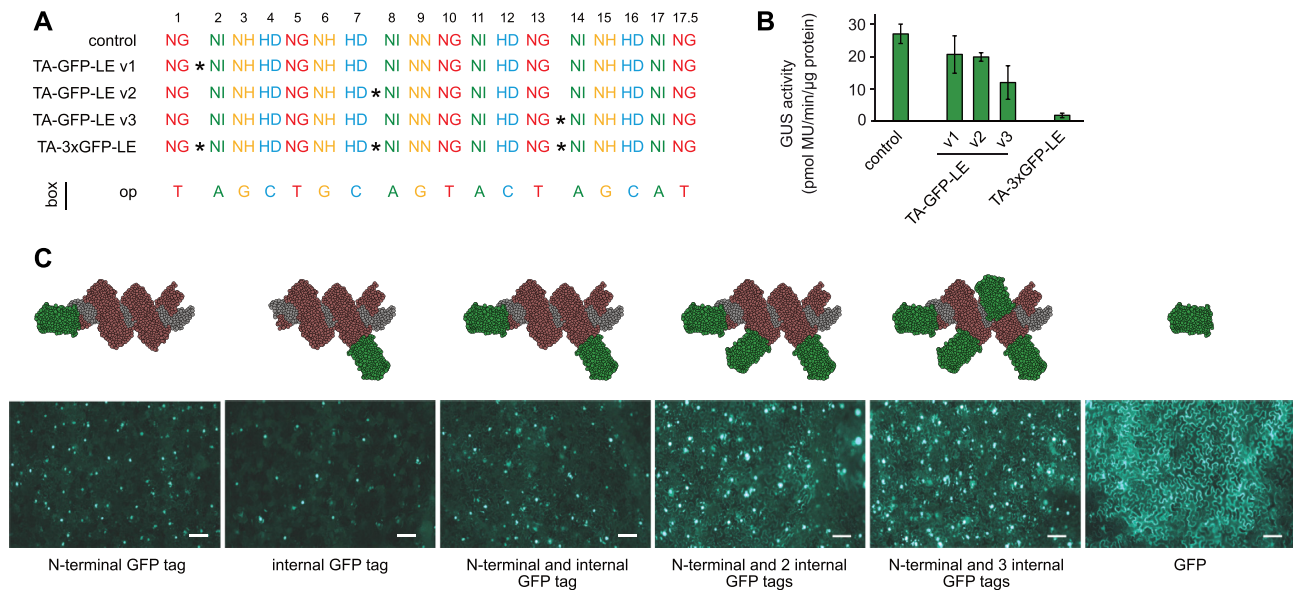 A
1 2 3 4 5 6 7 8 9 10 11 12 13 14 15 16 17 17.5
control NG NI NH HD NG NH HD NI NN NG NI HD NG NI NH HD NI NG
TA-GFP-LE v1 NG * NI NH HD NG NH HD NI NN NG NI HD NG NI NH HD NI NG
TA-GFP-LE v2 NG NI NH HD NG NH HD * NI NN NG NI HD NG NI NH HD NI NG
TA-GFP-LE v3 NG NI NH HD NG NH HD NI NN NG NI HD NG * NI NH HD NI NG
TA-3xGFP-LE NG * NI NH HD NG NH HD * NI NN NG NI HD NG * NI NH HD NI NG
box
op T A G C T G C A G T A C T A G C A T
B
GUS activity
(pmol MU/min/µg protein)
30
20
10
0
control
v1
v2
v3
TA-GFP-LE
TA-3xGFP-LE
C
N-terminal GFP tag
internal GFP tag
N-terminal and internal
GFP tag
N-terminal and 2 internal
GFP tags
N-terminal and 3 internal
GFP tags
GFP